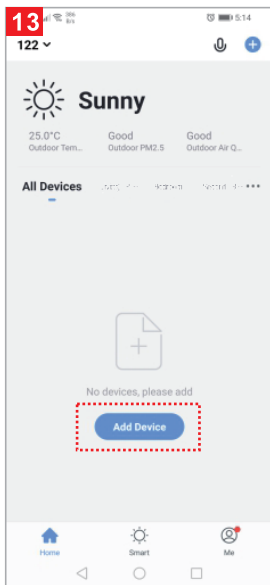 13
5:14
122
Sunny
25.0°C Good Good
Outdoor Tem... Outdoor PM2.5 Outdoor Air Q...
All Devices
No devices, please add
Add Device
Home Smart Me